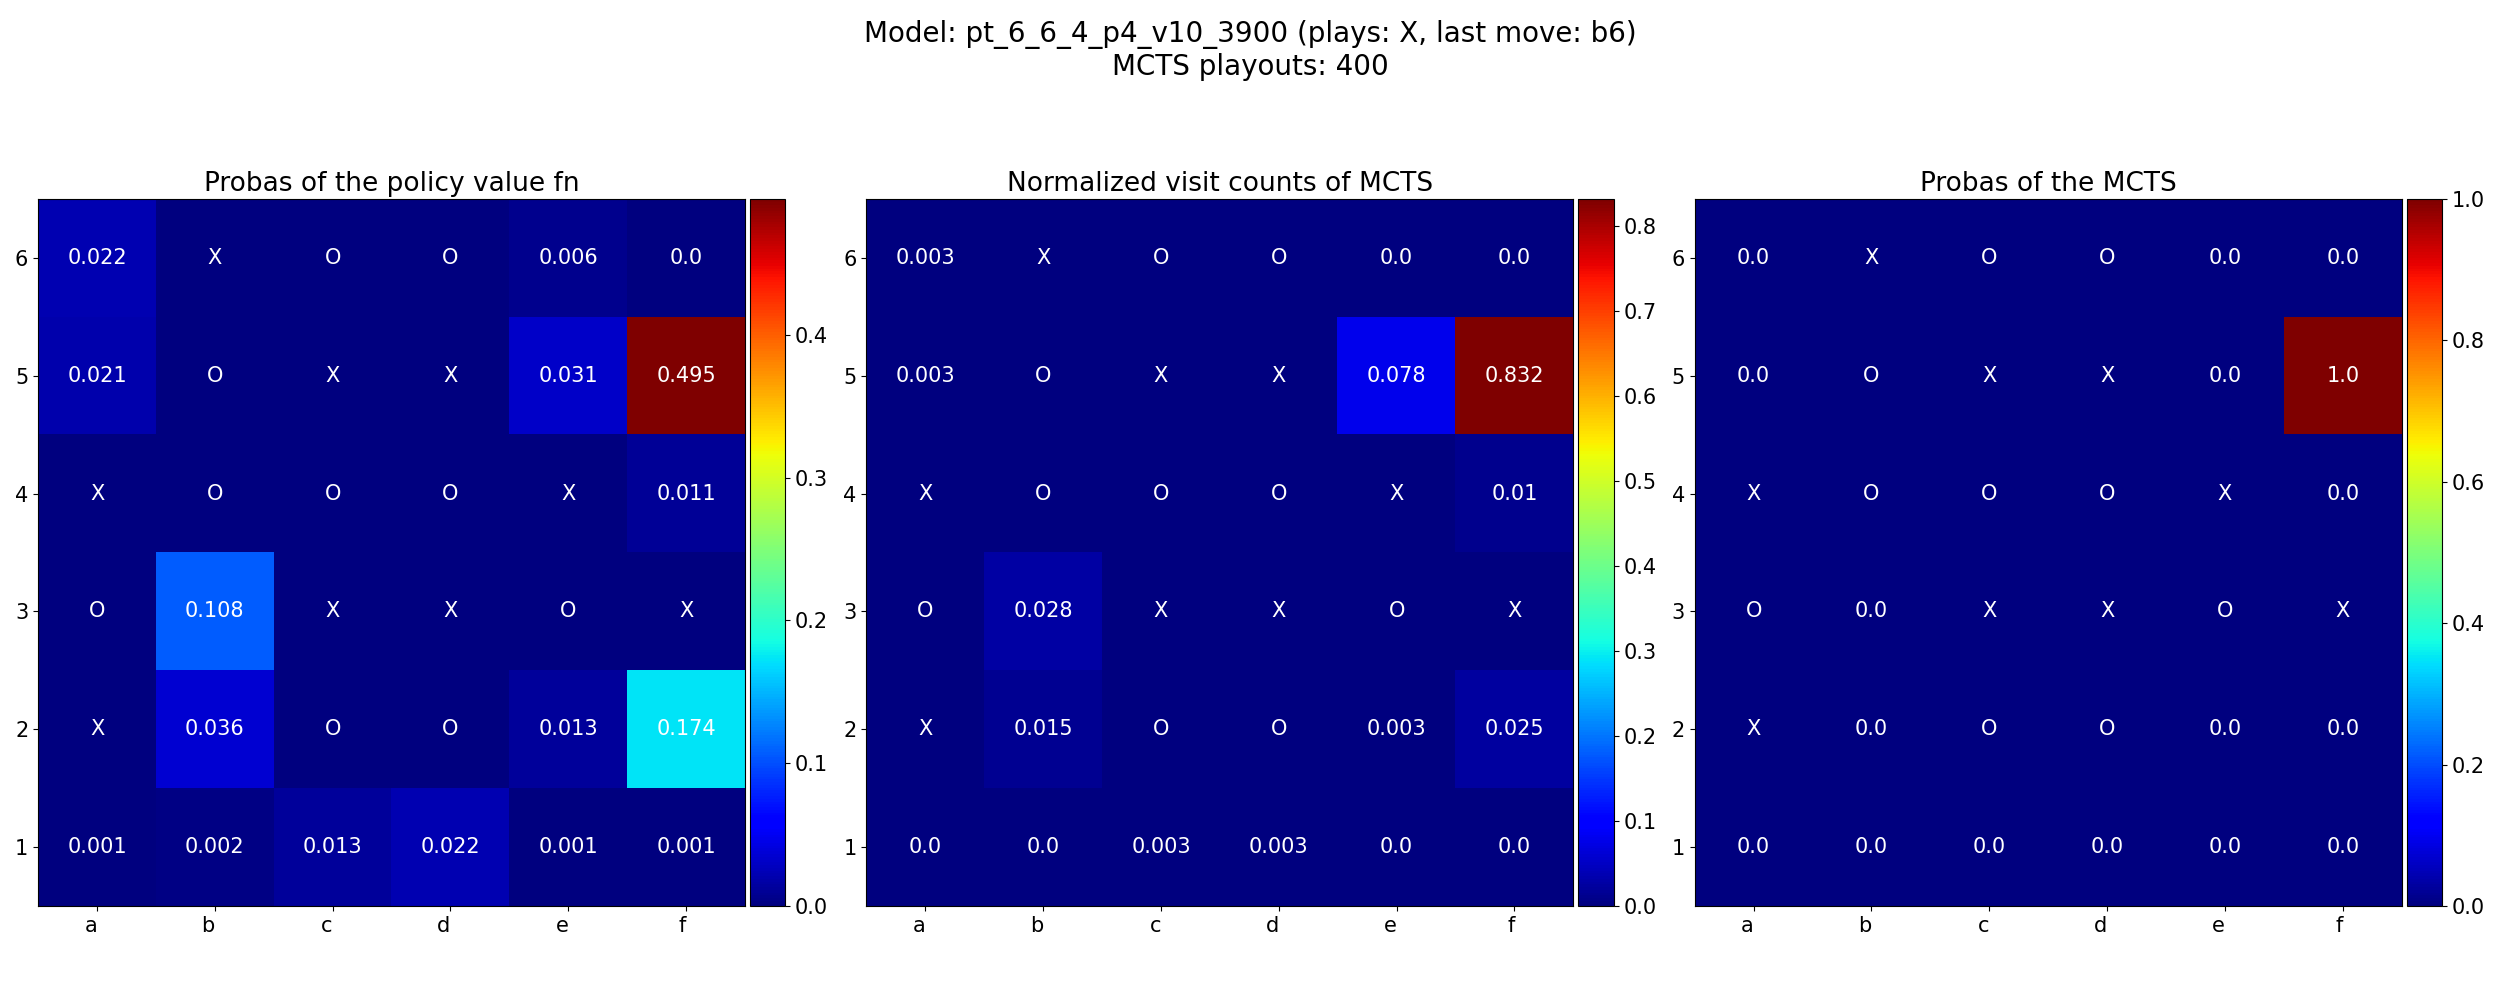 Model: pt_6_6_4_p4_v10_3900 (plays: X, last move: b6)
MCTS playouts: 400
Probas of the policy value fn
6 0.022 X O O 0.006 0.0
5 0.021 O X X 0.031 0.495
4 X O O O X 0.011
3 O 0.108 X X O X
2 X 0.036 O O 0.013 0.174
1 0.001 0.002 0.013 0.022 0.001 0.001
a b c d e f
0.4
0.3
0.2
0.1
0.0
Normalized visit counts of MCTS
6 0.003 X O O 0.0 0.0
5 0.003 O X X 0.078 0.832
4 X O O O X 0.01
3 O 0.028 X X O X
2 X 0.015 O O 0.003 0.025
1 0.0 0.0 0.003 0.003 0.0 0.0
a b c d e f
0.8
0.7
0.6
0.5
0.4
0.3
0.2
0.1
0.0
Probas of the MCTS
6 0.0 X O O 0.0 0.0
5 0.0 O X X 0.0 1.0
4 X O O O X 0.0
3 O 0.0 X X O X
2 X 0.0 O O 0.0 0.0
1 0.0 0.0 0.0 0.0 0.0 0.0
a b c d e f
1.0
0.8
0.6
0.4
0.2
0.0